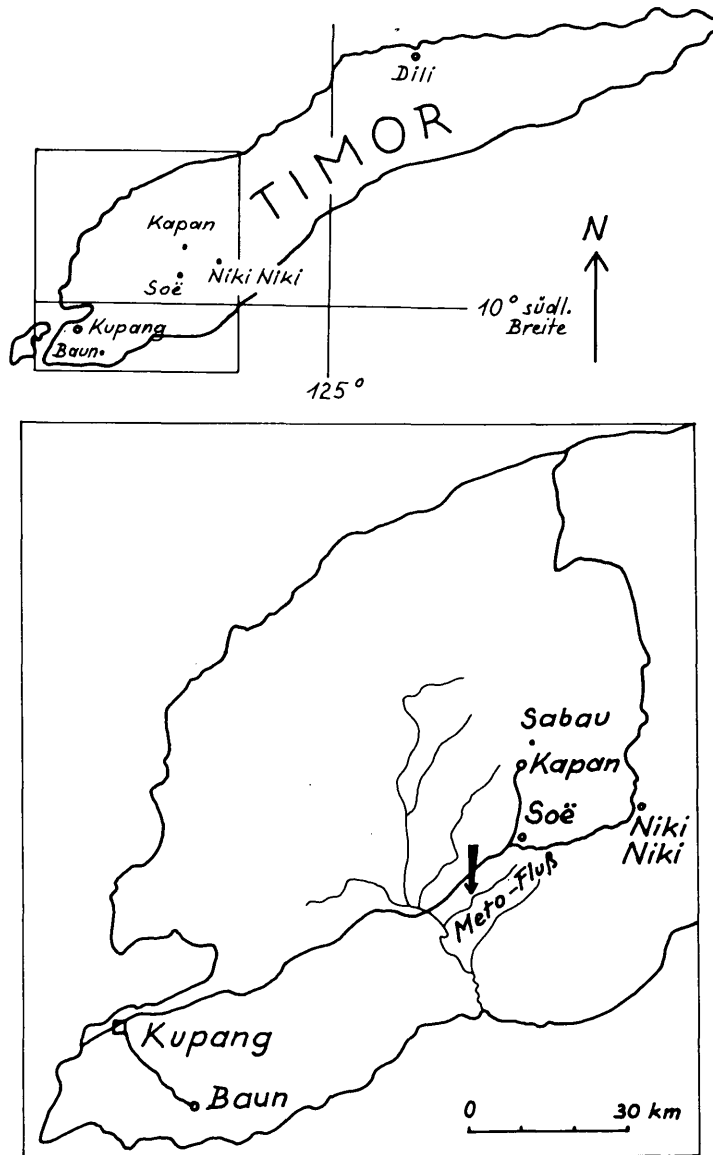 Dili
TIMOR
Kapan
Soë
Niki Niki
Kupang
Baun
N
10° südl.
Breite
125°
Sabau
Kapan
Soë
Niki
Niki
Meto-Fluß
Kupang
Baun
0 30 km